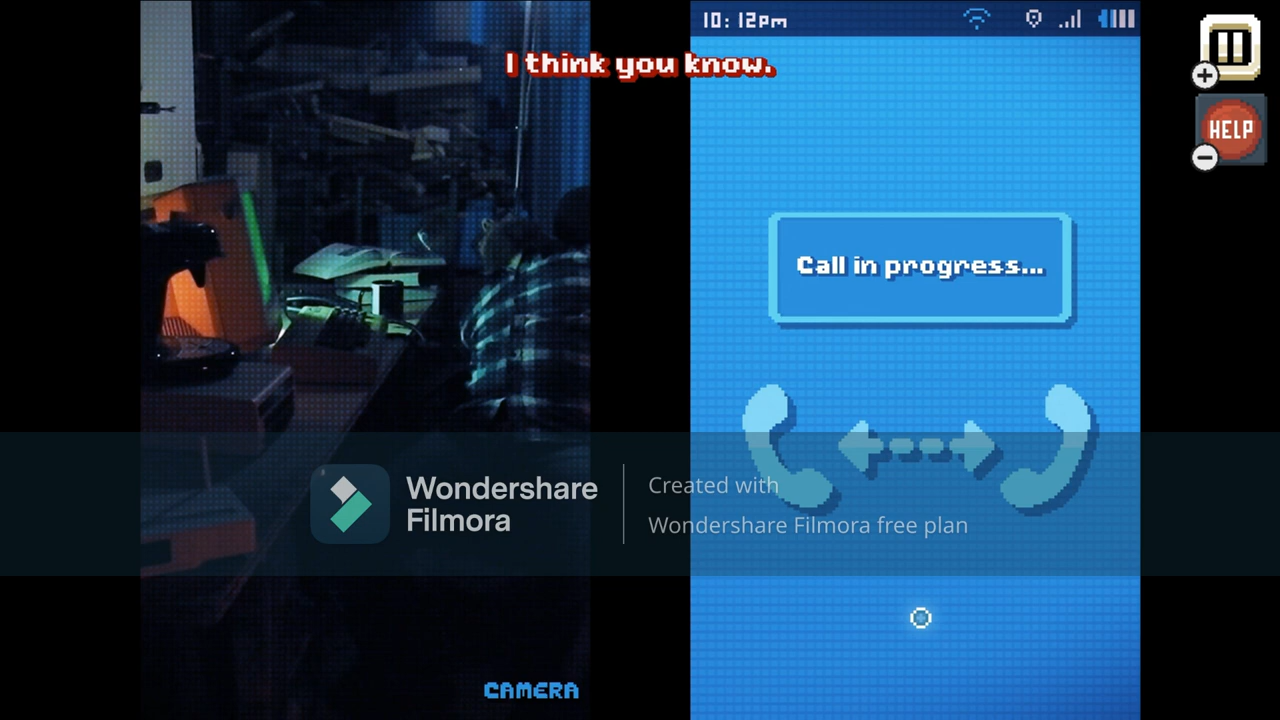 10: 12pm
I think you know.
HELP
Call in progress...
Wondershare
Filmora
Created with
Wondershare Filmora free plan
CAMERA